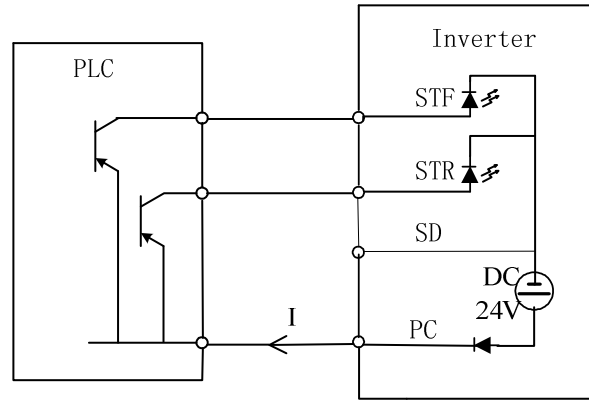 Inverter
PLC
STF
STR
SD
DC
24V
I
PC